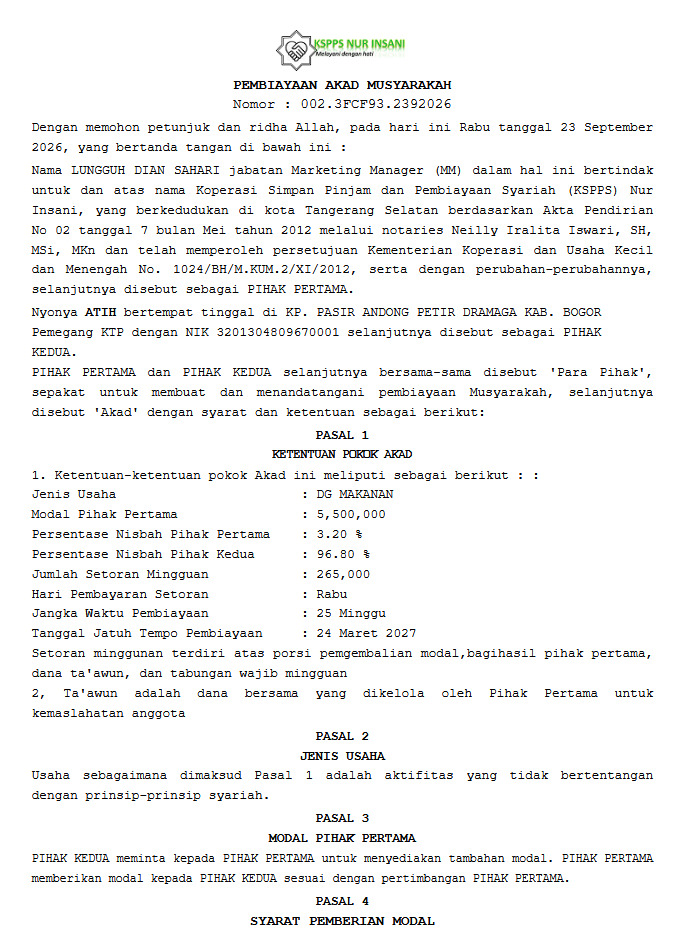 KSPPS NUR INSANI
Melayani dengan hati
PEMBIAYAAN AKAD MUSYARAKAH
Nomor : 002.3FCF93.2392026
Dengan memohon petunjuk dan ridha Allah, pada hari ini Rabu tanggal 23 September
2026, yang bertanda tangan di bawah ini :
Nama LUNGGUH DIAN SAHARI jabatan Marketing Manager (MM) dalam hal ini bertindak
untuk dan atas nama Koperasi Simpan Pinjam dan Pembiayaan Syariah (KSPPS) Nur
Insani, yang berkedudukan di kota Tangerang Selatan berdasarkan Akta Pendirian
No 02 tanggal 7 bulan Mei tahun 2012 melalui notaries Neilly Iralita Iswari, SH,
MSi, MKn dan telah memperoleh persetujuan Kementerian Koperasi dan Usaha Kecil
dan Menengah No. 1024/BH/M.KUM.2/XI/2012, serta dengan perubahan-perubahannya,
selanjutnya disebut sebagai PIHAK PERTAMA.
Nyonya ATIH bertempat tinggal di KP. PASIR ANDONG PETIR DRAMAGA KAB. BOGOR
Pemegang KTP dengan NIK 3201304809670001 selanjutnya disebut sebagai PIHAK
KEDUA.
PIHAK PERTAMA dan PIHAK KEDUA selanjutnya bersama-sama disebut 'Para Pihak',
sepakat untuk membuat dan menandatangani pembiayaan Musyarakah, selanjutnya
disebut 'Akad' dengan syarat dan ketentuan sebagai berikut:
PASAL 1
KETENTUAN POKOK AKAD
1. Ketentuan-ketentuan pokok Akad ini meliputi sebagai berikut : :
Jenis Usaha : DG MAKANAN
Modal Pihak Pertama : 5,500,000
Persentase Nisbah Pihak Pertama : 3.20 %
Persentase Nisbah Pihak Kedua : 96.80 %
Jumlah Setoran Mingguan : 265,000
Hari Pembayaran Setoran : Rabu
Jangka Waktu Pembiayaan : 25 Minggu
Tanggal Jatuh Tempo Pembiayaan : 24 Maret 2027
Setoran minggunan terdiri atas porsi pemgembalian modal,bagihasil pihak pertama,
dana ta'awun, dan tabungan wajib mingguan
2, Ta'awun adalah dana bersama yang dikelola oleh Pihak Pertama untuk
kemaslahatan anggota
PASAL 2
JENIS USAHA
Usaha sebagaimana dimaksud Pasal 1 adalah aktifitas yang tidak bertentangan
dengan prinsip-prinsip syariah.
PASAL 3
MODAL PIHAK PERTAMA
PIHAK KEDUA meminta kepada PIHAK PERTAMA untuk menyediakan tambahan modal. PIHAK PERTAMA
memberikan modal kepada PIHAK KEDUA sesuai dengan pertimbangan PIHAK PERTAMA.
PASAL 4
SYARAT PEMBERIAN MODAL